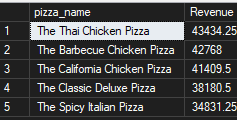 pizza_name Revenue
1 The Thai Chicken Pizza 43434.25
2 The Barbecue Chicken Pizza 42768
3 The California Chicken Pizza 41409.5
4 The Classic Deluxe Pizza 38180.5
5 The Spicy Italian Pizza 34831.25